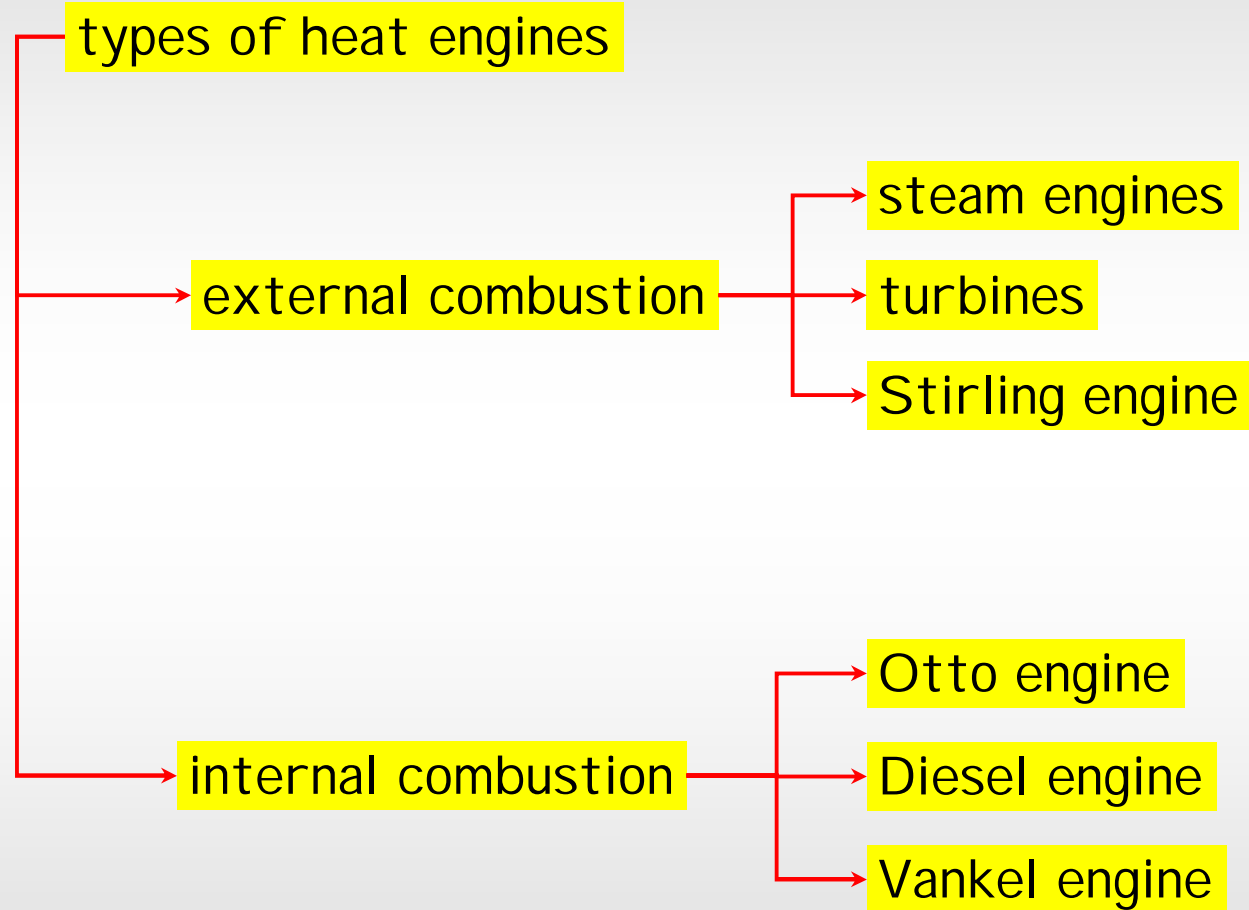 types of heat engines
steam engines
external combustion
turbines
Stirling engine
Otto engine
internal combustion
Diesel engine
Vankel engine